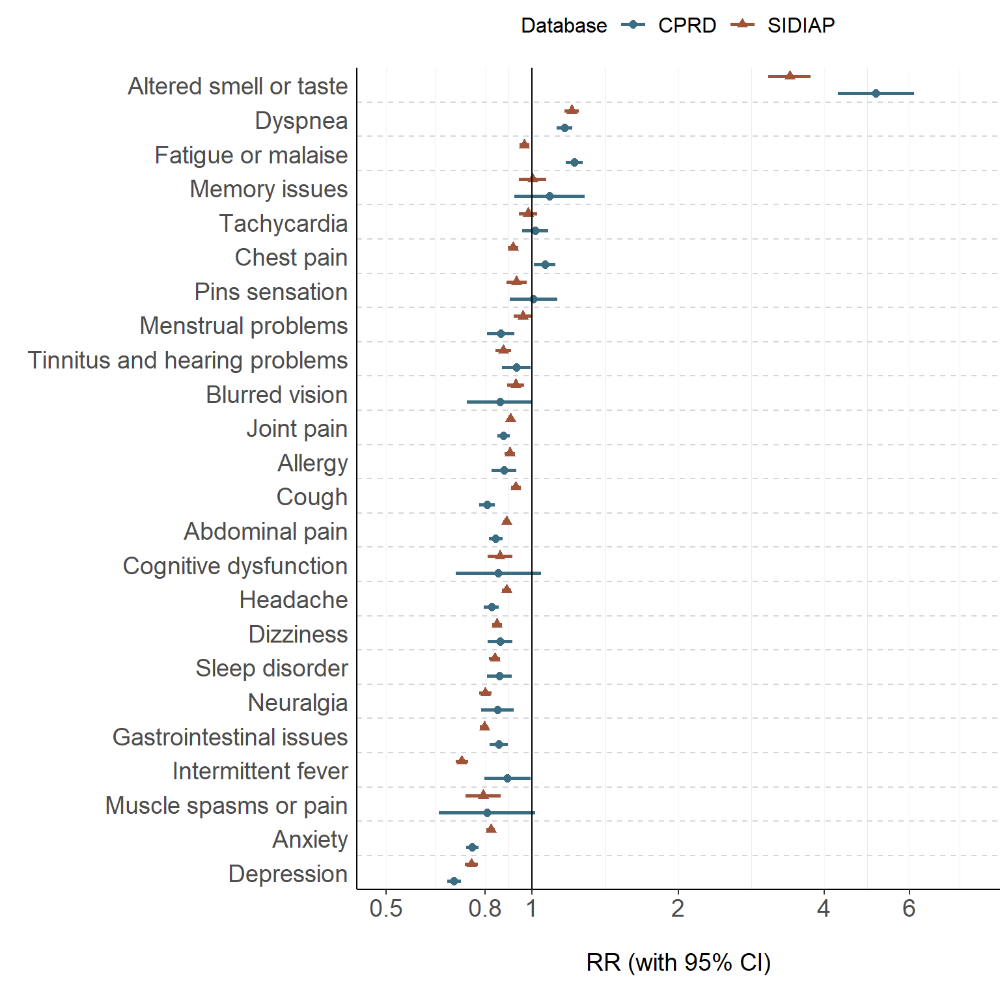 Database CPRD SIDIAP
Altered smell or taste
Dyspnea
Fatigue or malaise
Memory issues
Tachycardia
Chest pain
Pins sensation
Menstrual problems
Tinnitus and hearing problems
Blurred vision
Joint pain
Allergy
Cough
Abdominal pain
Cognitive dysfunction
Headache
Dizziness
Sleep disorder
Neuralgia
Gastrointestinal issues
Intermittent fever
Muscle spasms or pain
Anxiety
Depression
0.5 0.8 1 2 4 6
RR (with 95% CI)